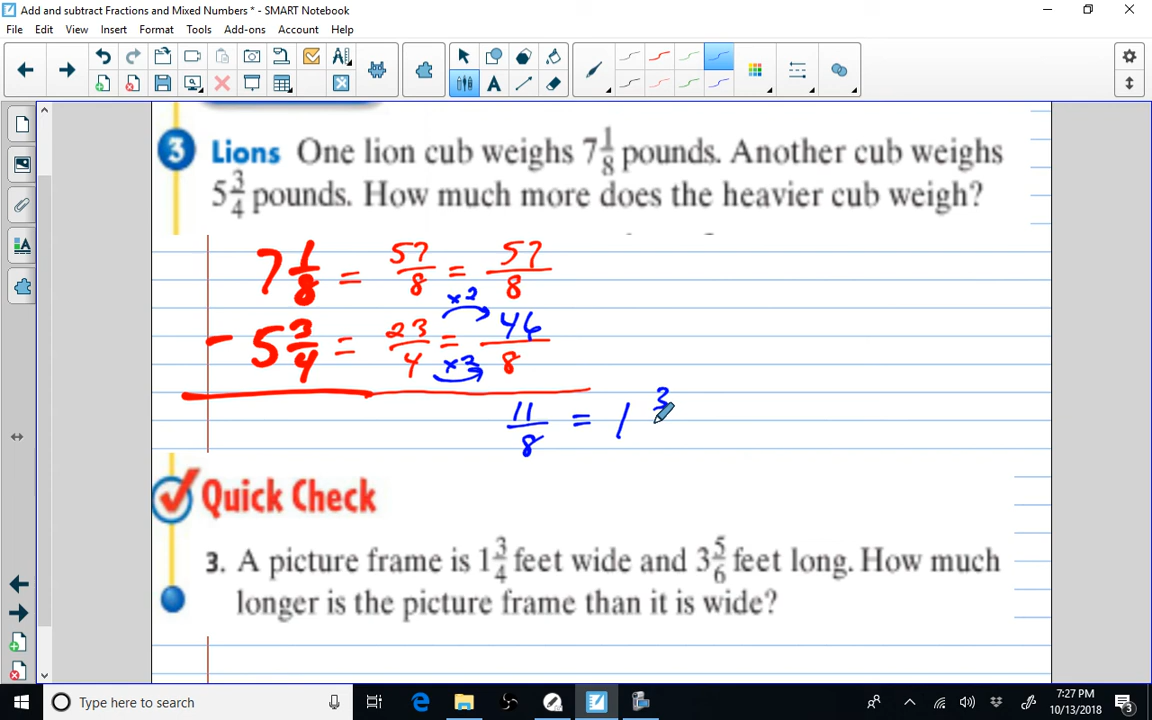 Add and subtract Fractions and Mixed Numbers * - SMART Notebook
File Edit View Insert Format Tools Add-ons Account Help
3 Lions One lion cub weighs 7 1/8 pounds. Another cub weighs
5 3/4 pounds. How much more does the heavier cub weigh?
7 1/8 = 57/8 = 57/8
×2
- 5 3/4 = 23/4 = 46/8
×2
11/8 = 1 3
Quick Check
3. A picture frame is 1 3/4 feet wide and 3 5/6 feet long. How much
longer is the picture frame than it is wide?
Type here to search
7:27 PM
10/13/2018
3